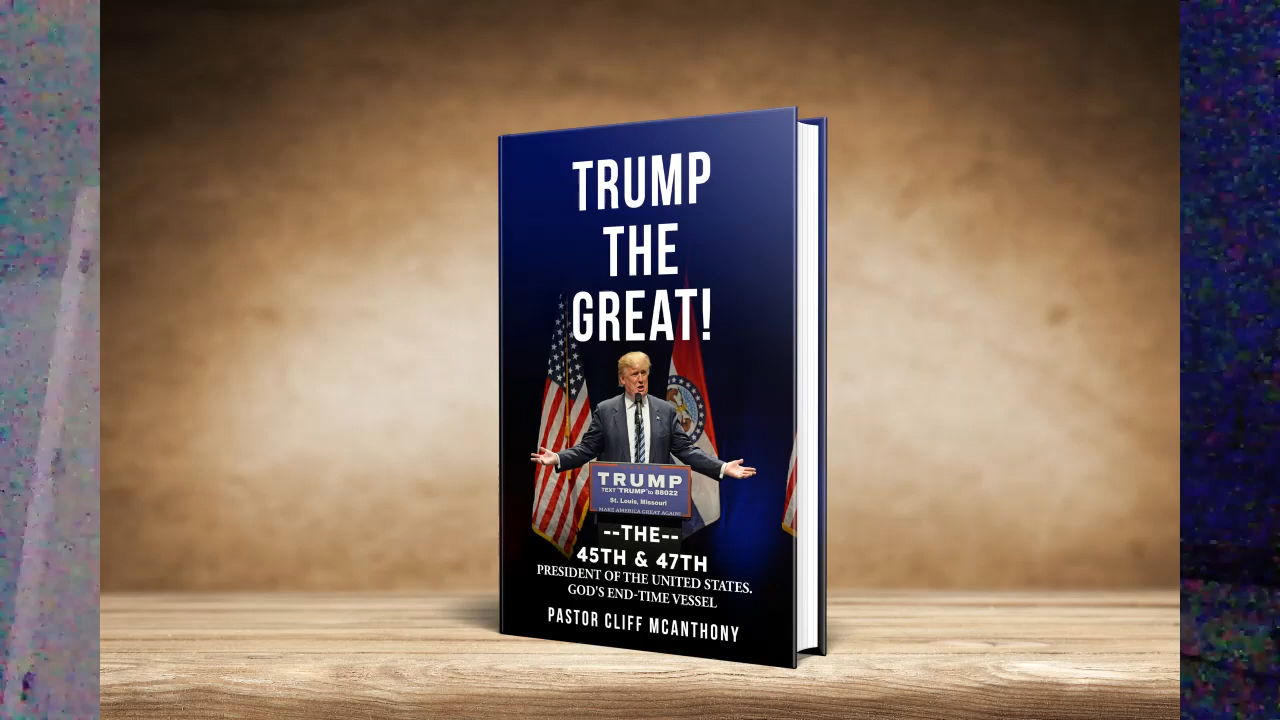 TRUMP
THE
GREAT!
TRUMP
TEXT "TRUMP" to 88022
St. Louis, Missouri
MAKE AMERICA GREAT AGAIN!
--THE--
45TH & 47TH
PRESIDENT OF THE UNITED STATES.
GOD'S END-TIME VESSEL
PASTOR CLIFF MCANTHONY